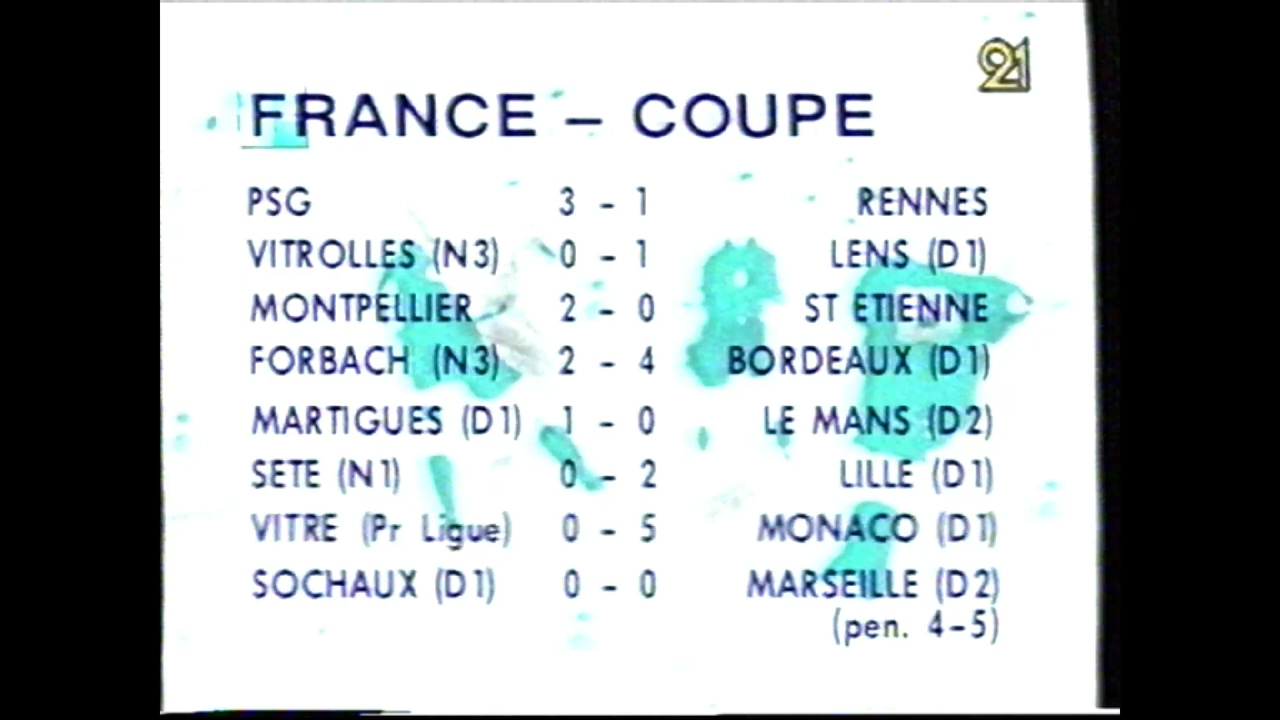 21
FRANCE – COUPE
PSG 3 – 1 RENNES
VITROLLES (N3) 0 – 1 LENS (D1)
MONTPELLIER 2 – 0 ST ETIENNE
FORBACH (N3) 2 – 4 BORDEAUX (D1)
MARTIGUES (D1) 1 – 0 LE MANS (D2)
SETE (N1) 0 – 2 LILLE (D1)
VITRE (Pr Ligue) 0 – 5 MONACO (D1)
SOCHAUX (D1) 0 – 0 MARSEILLE (D2)
(pen. 4–5)